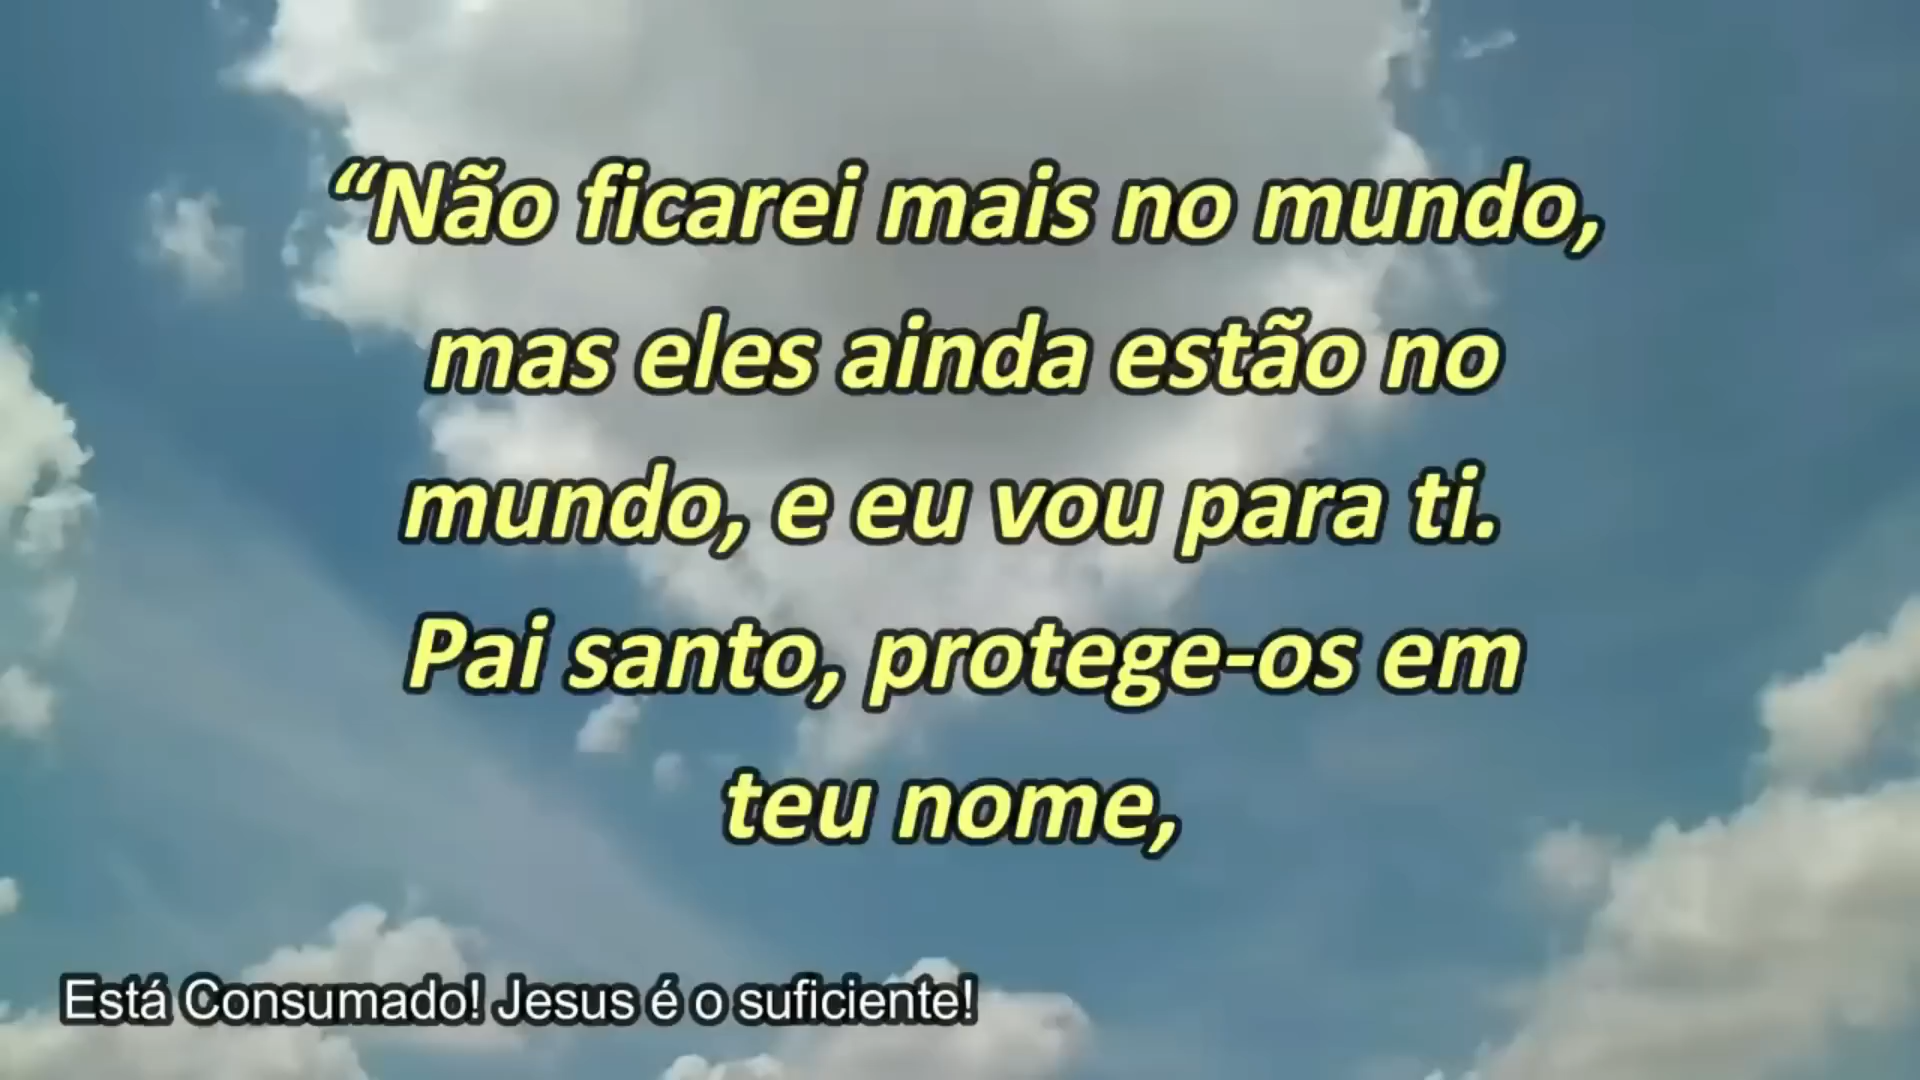 “Não ficarei mais no mundo,
mas eles ainda estão no
mundo, e eu vou para ti.
Pai santo, protege-os em
teu nome,
Está Consumado! Jesus é o suficiente!